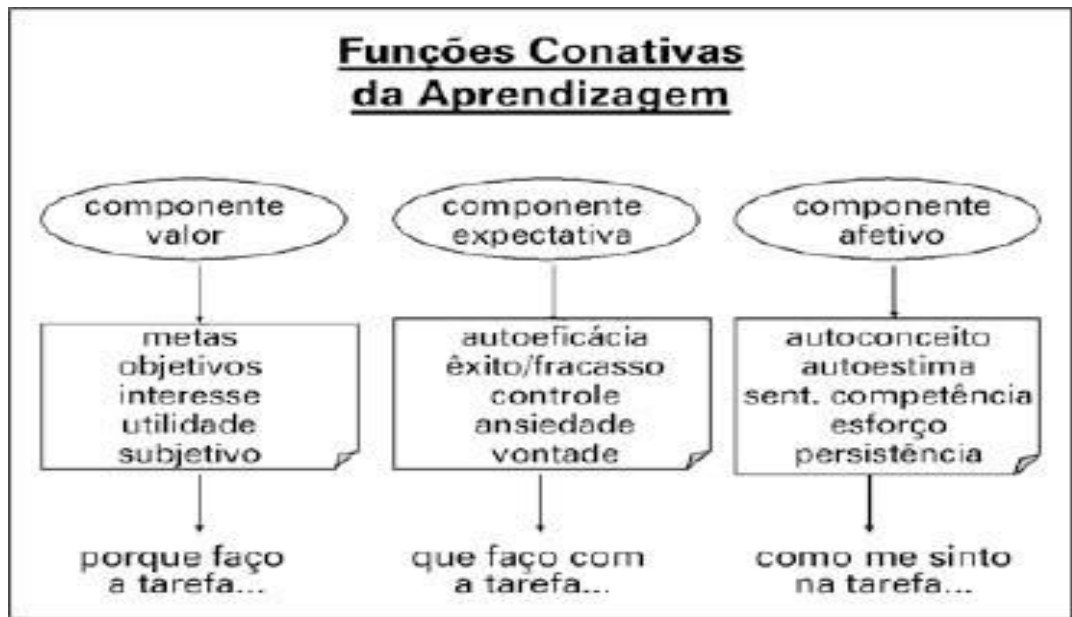 Funções Conativas
da Aprendizagem
componente
valor
componente
expectativa
componente
afetivo
metas
objetivos
interesse
utilidade
subjetivo
autoeficácia
êxito/fracasso
controle
ansiedade
vontade
autoconceito
autoestima
sent. competência
esforço
persistência
porque faço
a tarefa...
que faço com
a tarefa...
como me sinto
na tarefa...